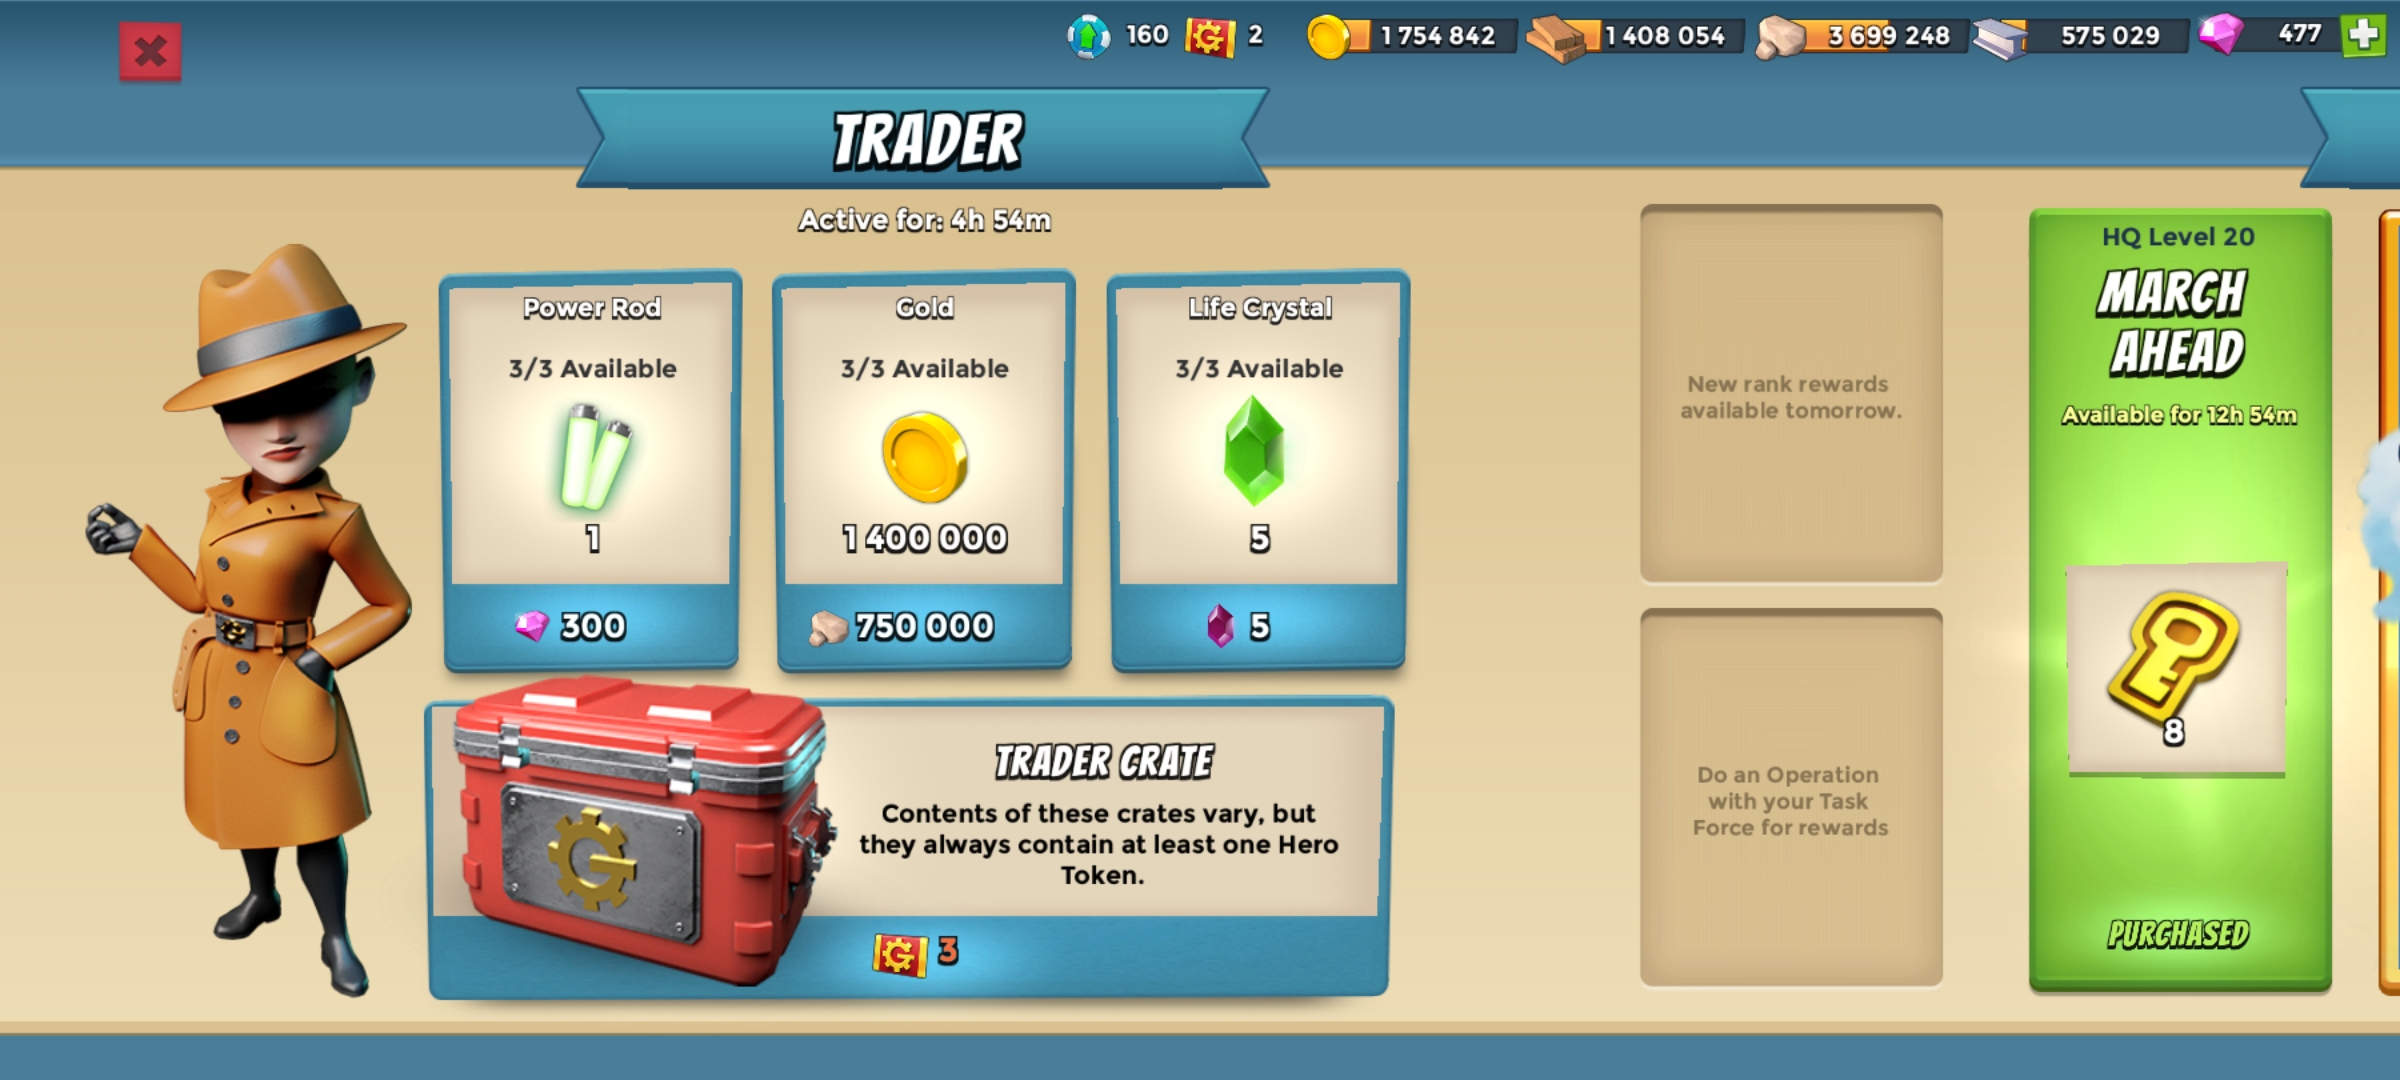 160
2
1 754 842
1 408 054
3 699 248
575 029
477
TRADER
Active for: 4h 54m
Power Rod
3/3 Available
1
300
Gold
3/3 Available
1 400 000
750 000
Life Crystal
3/3 Available
5
5
TRADER CRATE
Contents of these crates vary, but
they always contain at least one Hero
Token.
3
New rank rewards
available tomorrow.
Do an Operation
with your Task
Force for rewards
HQ Level 20
MARCH
AHEAD
Available for 12h 54m
8
PURCHASED